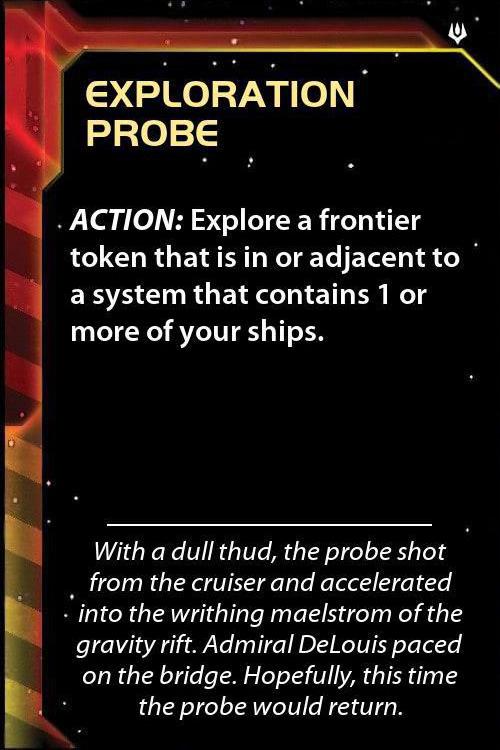 EXPLORATION
PROBE
ACTION: Explore a frontier
token that is in or adjacent to
a system that contains 1 or
more of your ships.
With a dull thud, the probe shot
from the cruiser and accelerated
into the writhing maelstrom of the
gravity rift. Admiral DeLouis paced
on the bridge. Hopefully, this time
the probe would return.